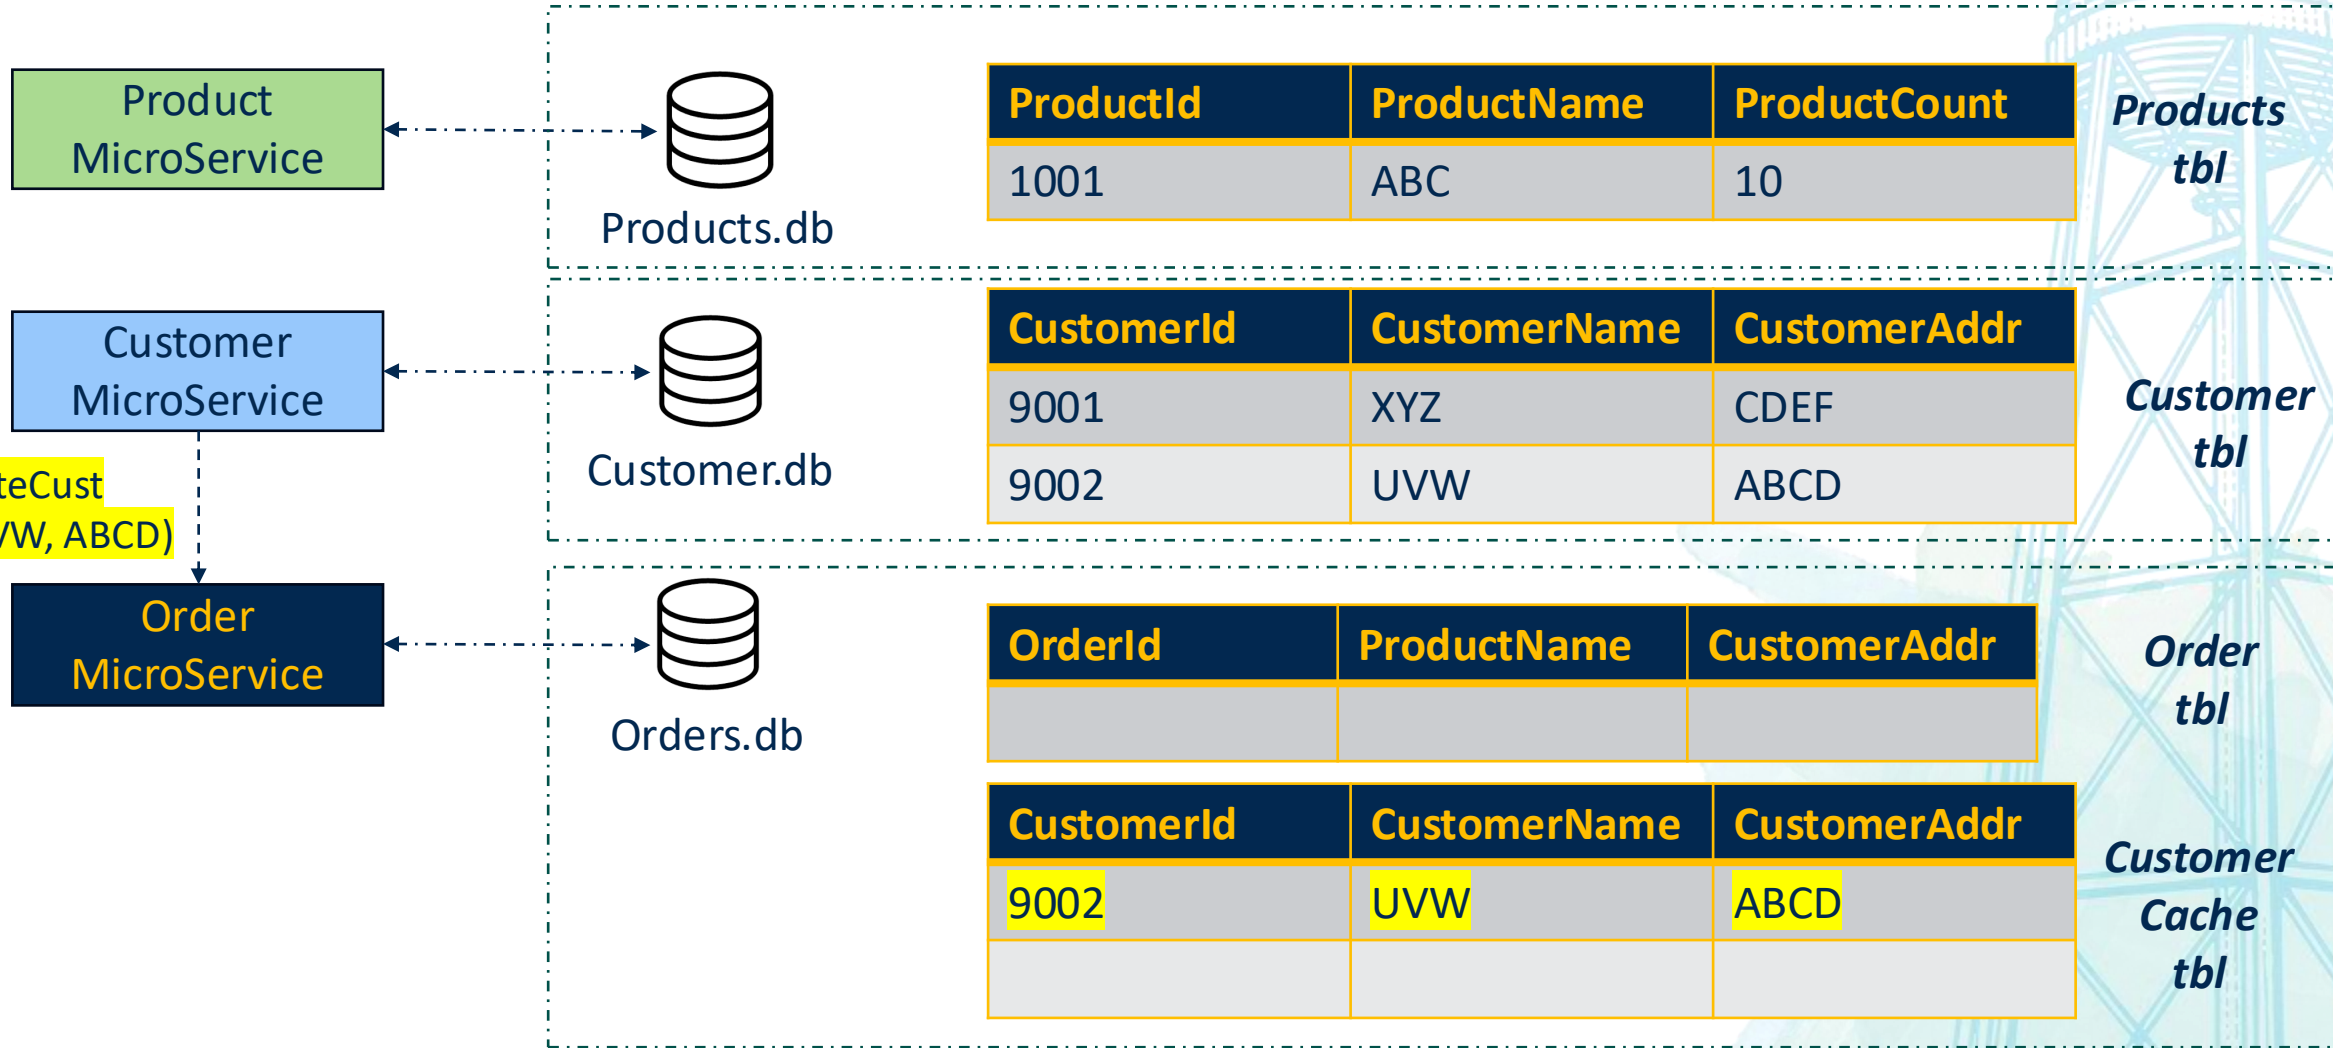 Product
MicroService
Products.db
ProductId ProductName ProductCount
1001 ABC 10
Products
tbl
Customer
MicroService
Customer.db
CustomerId CustomerName CustomerAddr
9001 XYZ CDEF
9002 UVW ABCD
Customer
tbl
teCust
VW, ABCD)
Order
MicroService
Orders.db
OrderId ProductName CustomerAddr
Order
tbl
CustomerId CustomerName CustomerAddr
9002 UVW ABCD
Customer
Cache
tbl